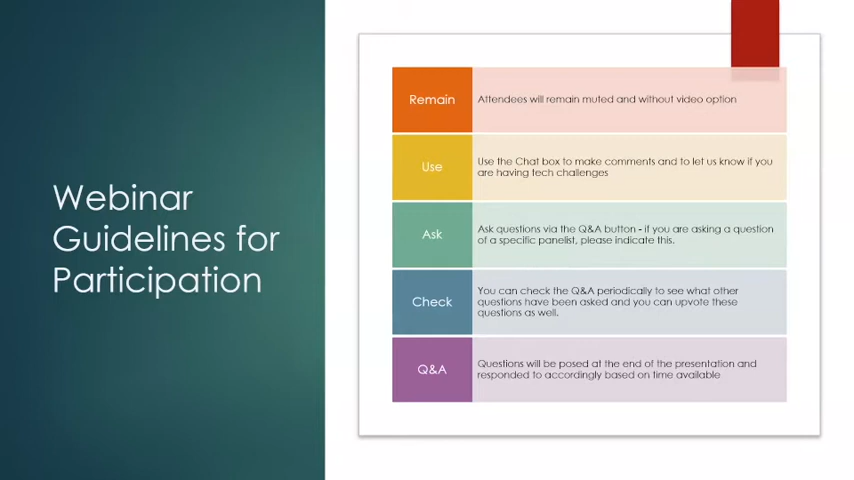 Webinar
Guidelines for
Participation
Remain
Attendees will remain muted and without video option
Use
Use the Chat box to make comments and to let us know if you
are having tech challenges
Ask
Ask questions via the Q&A button - if you are asking a question
of a specific panelist, please indicate this.
Check
You can check the Q&A periodically to see what other
questions have been asked and you can upvote these
questions as well.
Q&A
Questions will be posed at the end of the presentation and
responded to accordingly based on time available